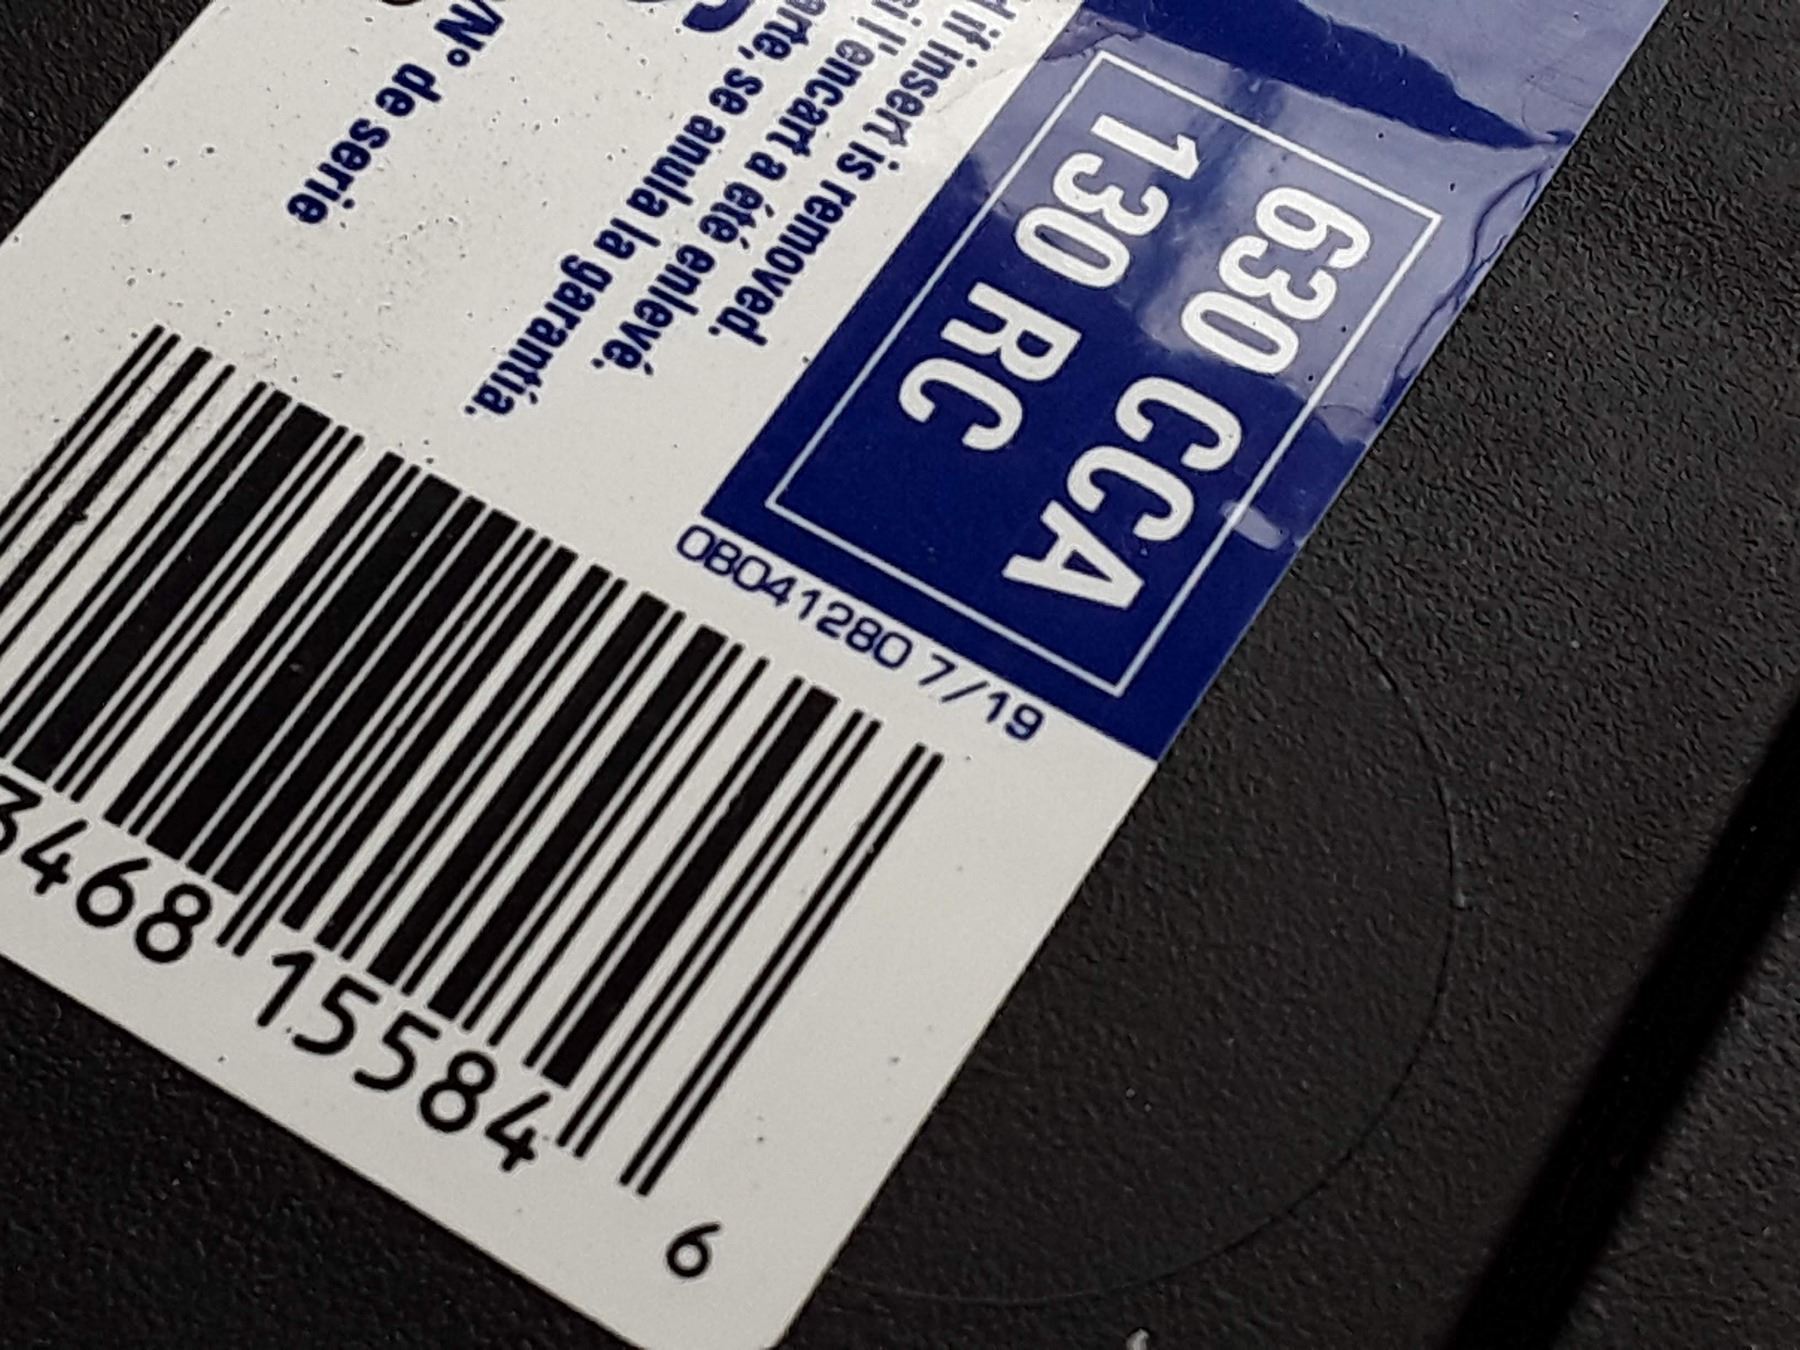 630 CCA
130 RC
if insert is removed.
si l'encart a été enlevé.
se anula la garantía.
N° de serie
08041280 7/19
3468 15584 6